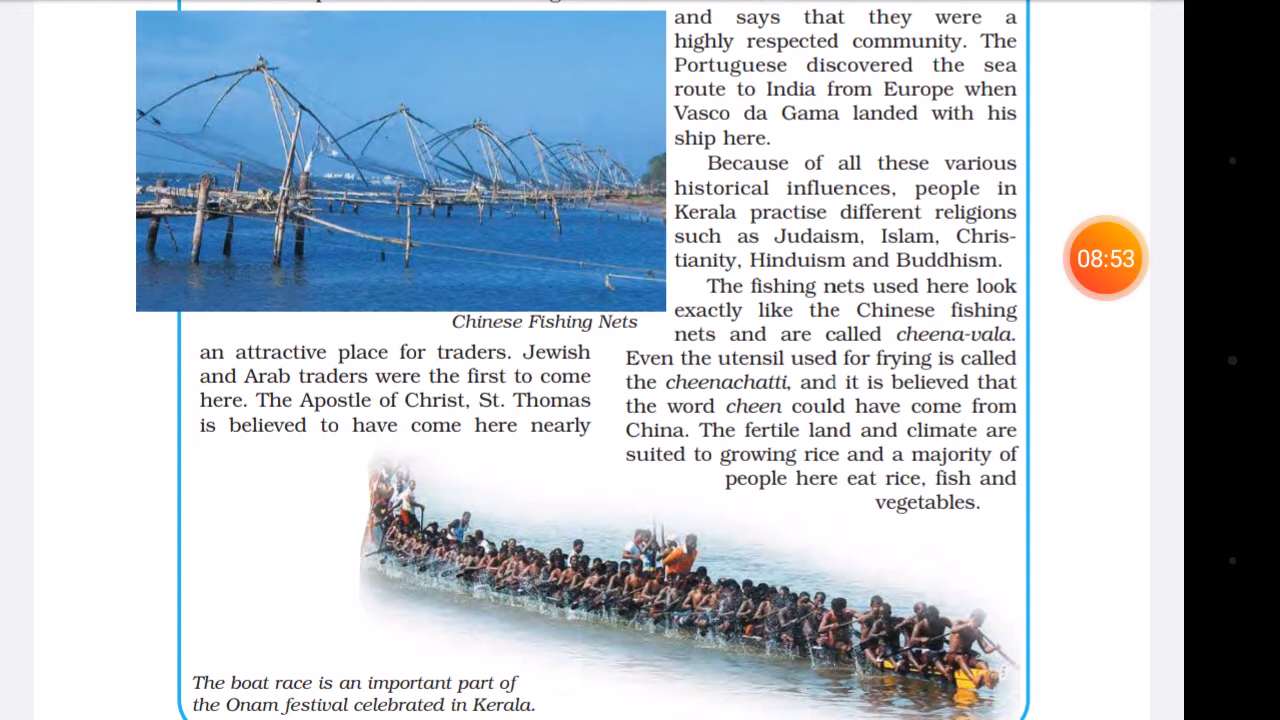 Chinese Fishing Nets
an attractive place for traders. Jewish
and Arab traders were the first to come
here. The Apostle of Christ, St. Thomas
is believed to have come here nearly
and says that they were a
highly respected community. The
Portuguese discovered the sea
route to India from Europe when
Vasco da Gama landed with his
ship here.
Because of all these various
historical influences, people in
Kerala practise different religions
such as Judaism, Islam, Chris-
tianity, Hinduism and Buddhism.
The fishing nets used here look
exactly like the Chinese fishing
nets and are called cheena-vala.
Even the utensil used for frying is called
the cheenachatti, and it is believed that
the word cheen could have come from
China. The fertile land and climate are
suited to growing rice and a majority of
people here eat rice, fish and
vegetables.
The boat race is an important part of
the Onam festival celebrated in Kerala.
08:53